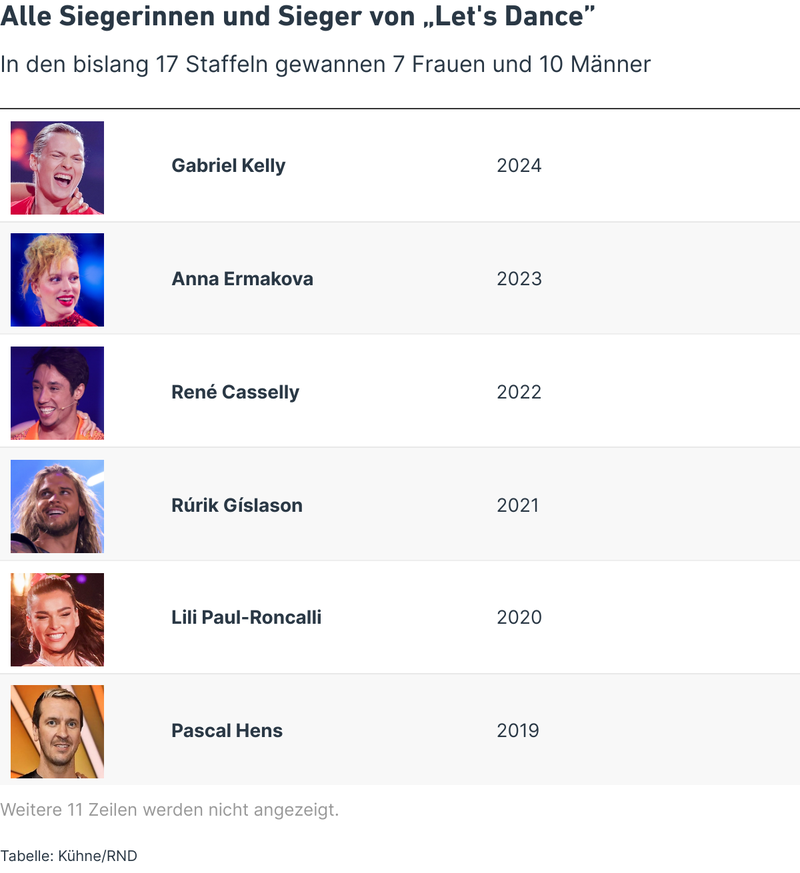 Alle Siegerinnen und Sieger von „Let's Dance”
In den bislang 17 Staffeln gewannen 7 Frauen und 10 Männer
Gabriel Kelly 2024
Anna Ermakova 2023
René Casselly 2022
Rúrik Gíslason 2021
Lili Paul-Roncalli 2020
Pascal Hens 2019
Weitere 11 Zeilen werden nicht angezeigt.
Tabelle: Kühne/RND